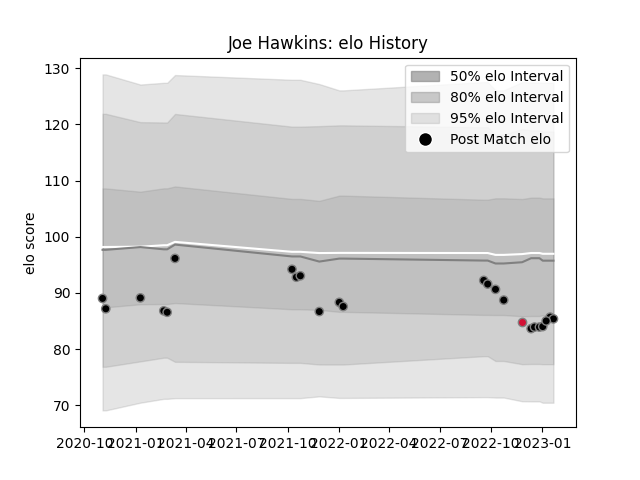 Joe Hawkins: elo History
130
120
110
100
90
80
70
elo score
50% elo Interval
80% elo Interval
95% elo Interval
Post Match elo
2020-10 2021-01 2021-04 2021-07 2021-10 2022-01 2022-04 2022-07 2022-10 2023-01